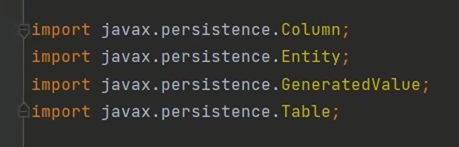 import javax.persistence.Column;
import javax.persistence.Entity;
import javax.persistence.GeneratedValue;
import javax.persistence.Table;